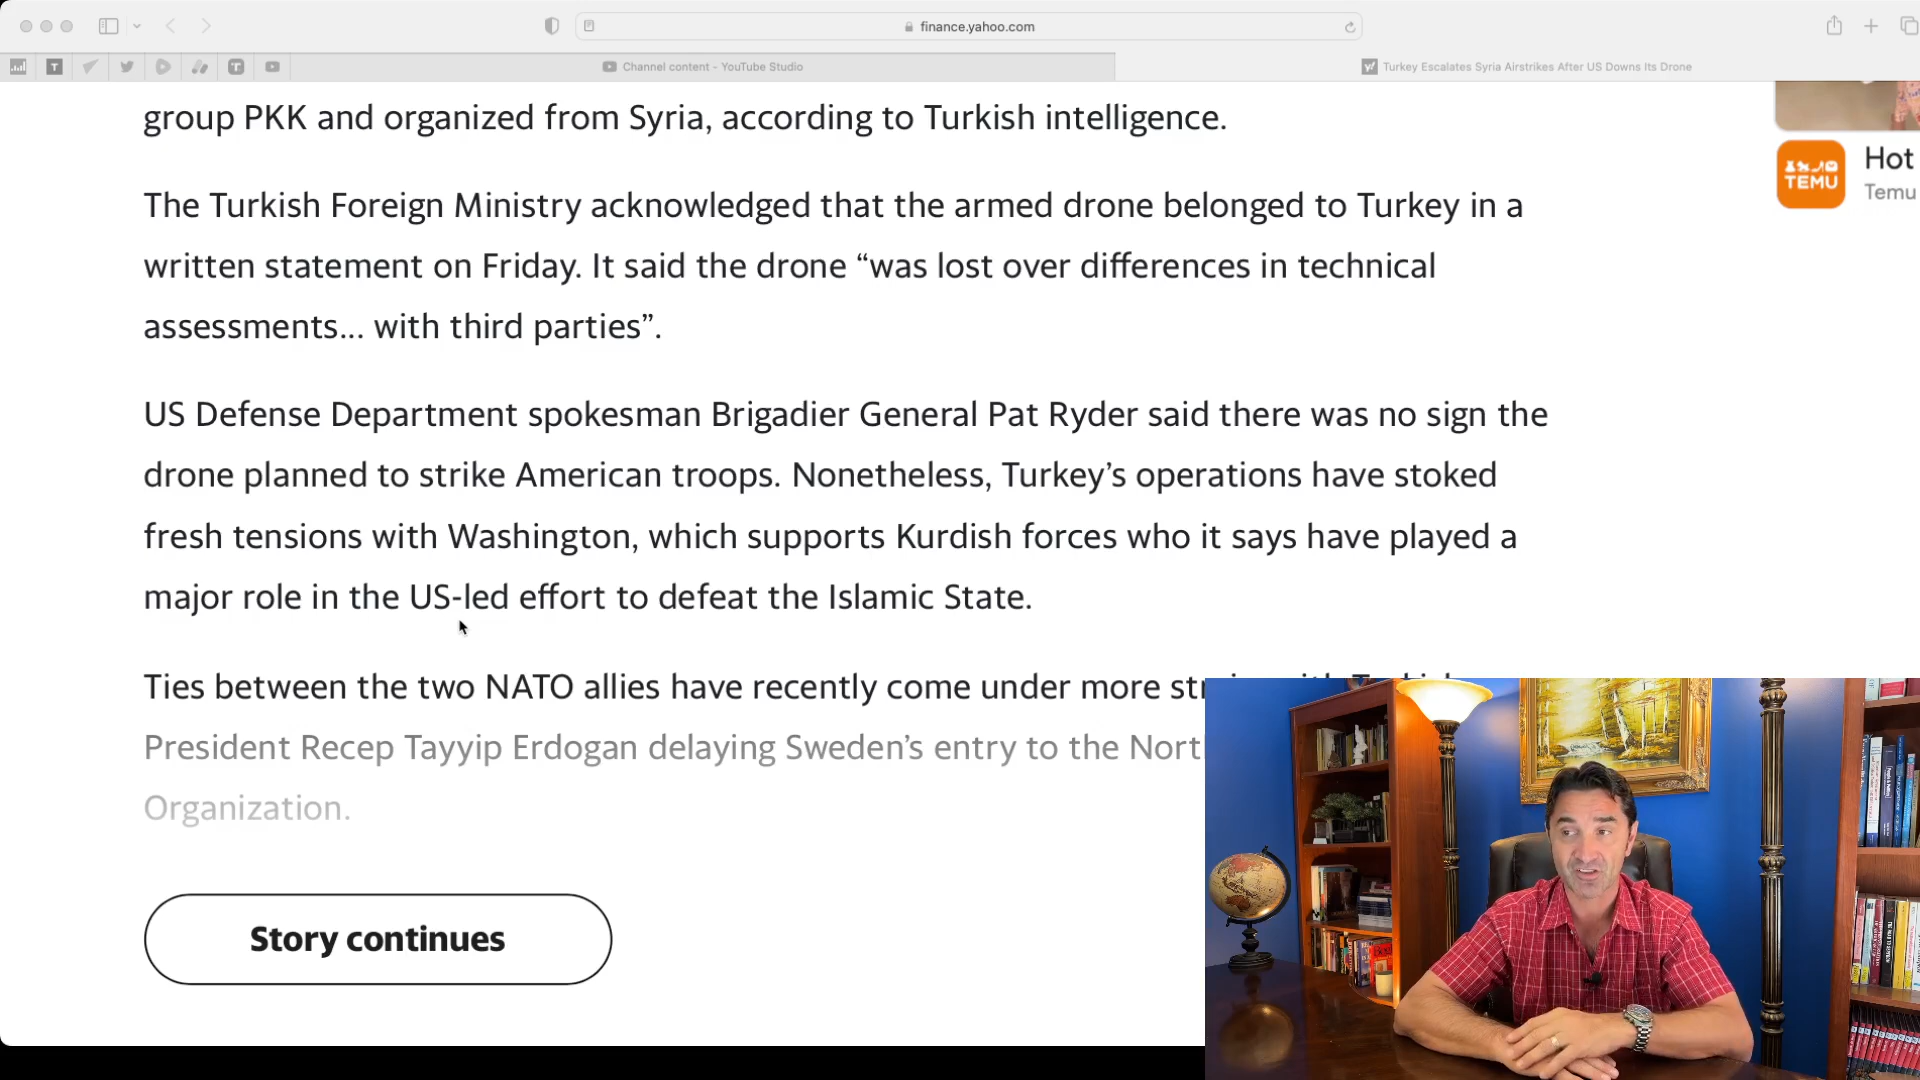 finance.yahoo.com
Channel content - YouTube Studio
Turkey Escalates Syria Airstrikes After US Downs Its Drone
group PKK and organized from Syria, according to Turkish intelligence.
The Turkish Foreign Ministry acknowledged that the armed drone belonged to Turkey in a
written statement on Friday. It said the drone “was lost over differences in technical
assessments... with third parties”.
US Defense Department spokesman Brigadier General Pat Ryder said there was no sign the
drone planned to strike American troops. Nonetheless, Turkey’s operations have stoked
fresh tensions with Washington, which supports Kurdish forces who it says have played a
major role in the US-led effort to defeat the Islamic State.
Ties between the two NATO allies have recently come under more
President Recep Tayyip Erdogan delaying Sweden’s entry to the
Organization.
Story continues
TEMU
Hot
Temu